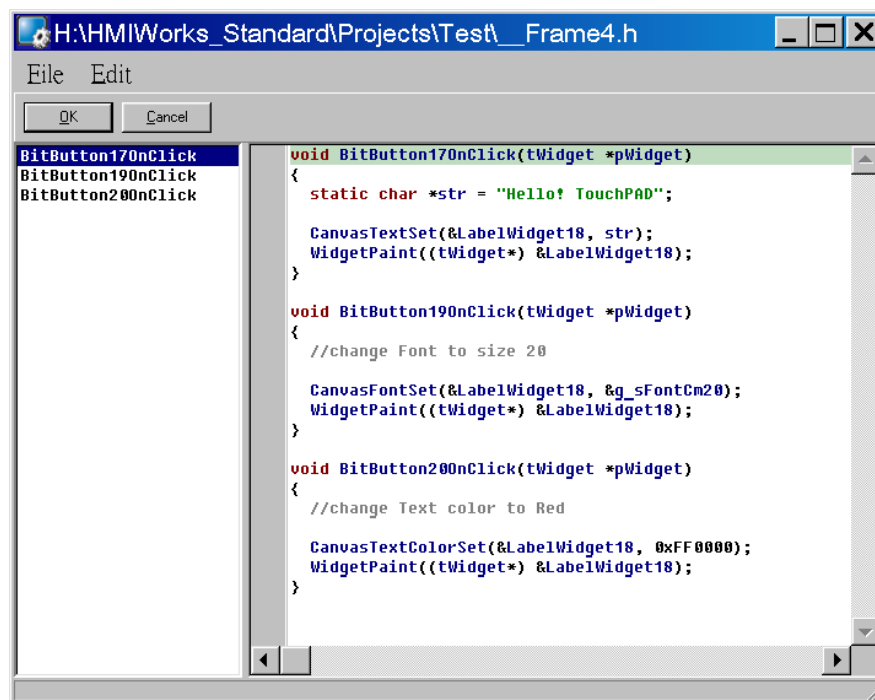 H:\HMIWorks_Standard\Projects\Test\__Frame4.h
Eile Edit
OK Cancel
BitButton17OnClick
BitButton19OnClick
BitButton20OnClick
void BitButton17OnClick(tWidget *pWidget)
{
static char *str = "Hello! TouchPAD";
CanvasTextSet(&LabelWidget18, str);
WidgetPaint((tWidget*) &LabelWidget18);
}
void BitButton19OnClick(tWidget *pWidget)
{
//change Font to size 20
CanvasFontSet(&LabelWidget18, &g_sFontCm20);
WidgetPaint((tWidget*) &LabelWidget18);
}
void BitButton20OnClick(tWidget *pWidget)
{
//change Text color to Red
CanvasTextColorSet(&LabelWidget18, 0xFF0000);
WidgetPaint((tWidget*) &LabelWidget18);
}